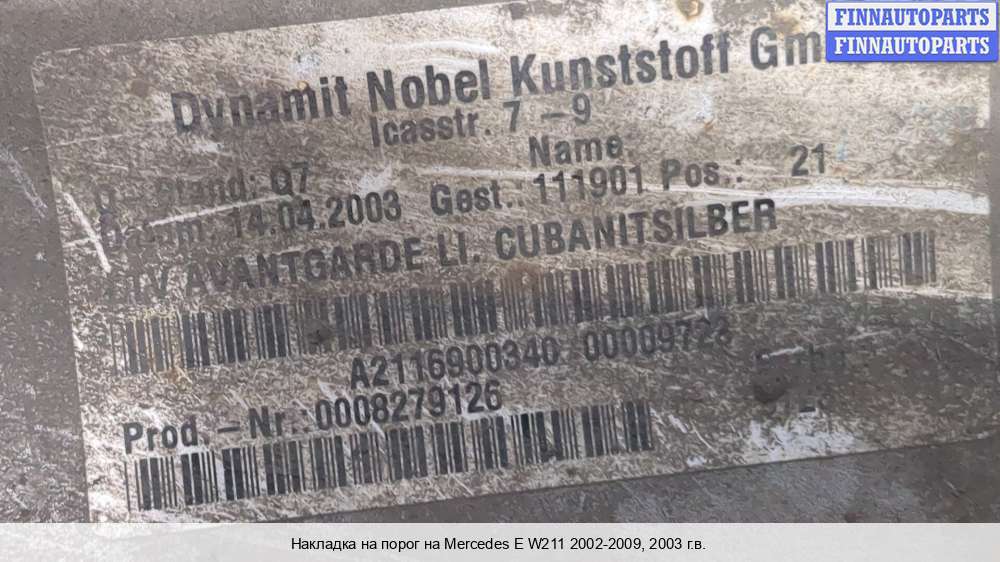 FINNAUTOPARTS
FINNAUTOPARTS
Dynamit Nobel Kunststoff Gm
Icasstr. 7 - 9
Name:
Stand: Q7
14.04.2003 Gest.: 111901 Pos.: 21
AVANTGARDE LI. CUBANITSILBER
A2116900340 00009728
Prod. - Nr.: 0008279126
Накладка на порог на Mercedes E W211 2002-2009, 2003 г.в.